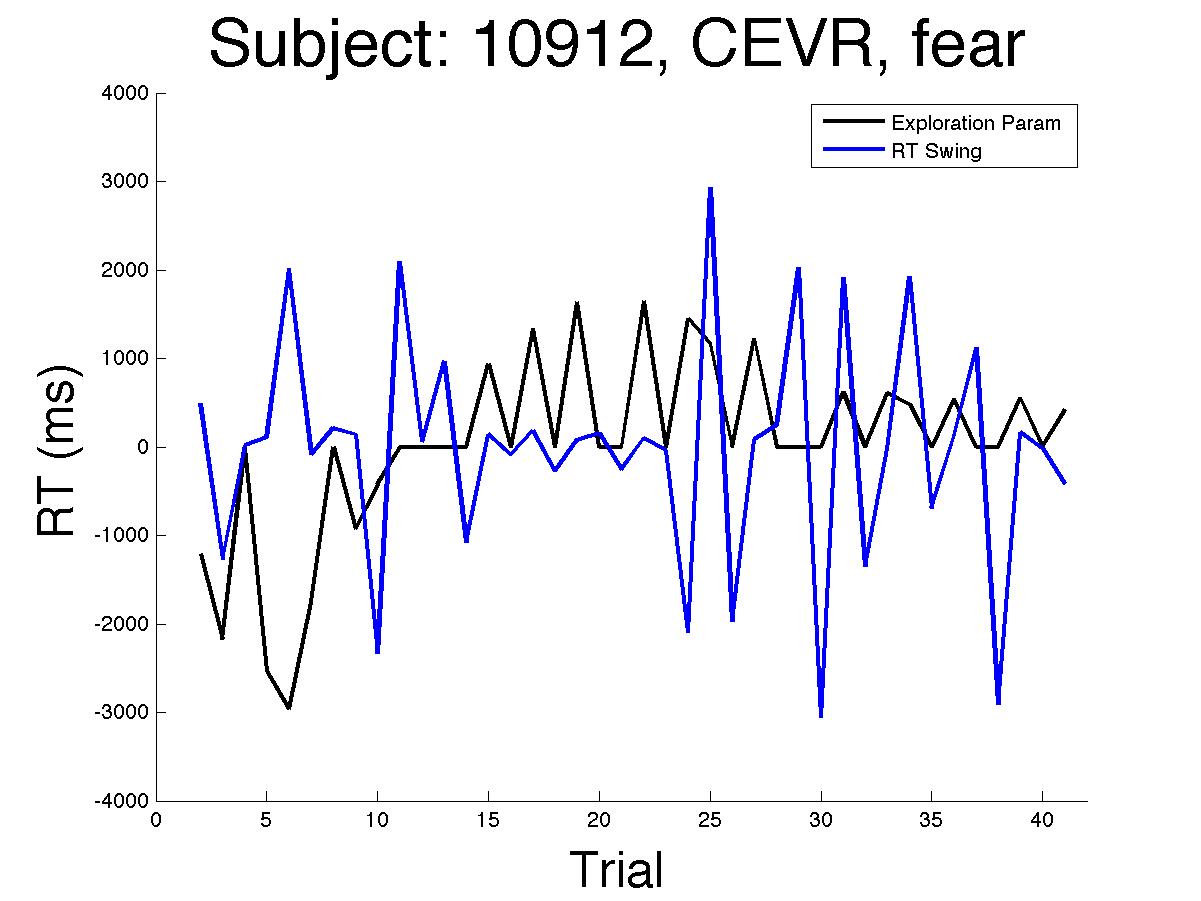 Subject: 10912, CEVR, fear
4000
3000
2000
1000
0
-1000
-2000
-3000
-4000
RT (ms)
Exploration Param
RT Swing
0 5 10 15 20 25 30 35 40
Trial